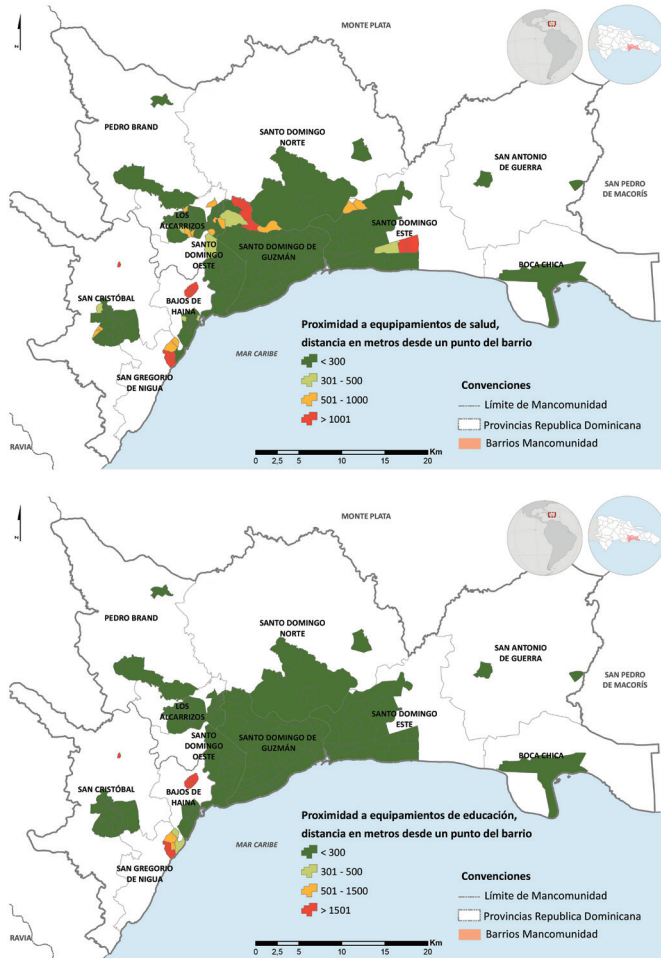 MONTE PLATA
N
PEDRO BRAND
SANTO DOMINGO
NORTE
SAN ANTONIO
DE GUERRA
SAN PEDRO
DE MACORÍS
LOS
ALCARRIZOS
SANTO DOMINGO
ESTE
SANTO
DOMINGO
OESTE
SANTO DOMINGO DE
GUZMÁN
BOCA CHICA
SAN CRISTÓBAL
BAJOS DE
HAINA
MAR CARIBE
SAN GREGORIO
DE NIGUA
RAVIA
Proximidad a equpipamientos de salud,
distancia en metros desde un punto del barrio
< 300
301 - 500
501 - 1000
> 1001
Convenciones
Límite de Mancomunidad
Provincias Republica Dominicana
Barrios Mancomunidad
Km
0 2,5 5 10 15 20
MONTE PLATA
N
PEDRO BRAND
SANTO DOMINGO
NORTE
SAN ANTONIO
DE GUERRA
SAN PEDRO
DE MACORÍS
LOS
ALCARRIZOS
SANTO DOMINGO
ESTE
SANTO
DOMINGO
OESTE
SANTO DOMINGO DE
GUZMÁN
BOCA CHICA
SAN CRISTÓBAL
BAJOS DE
HAINA
MAR CARIBE
SAN GREGORIO
DE NIGUA
RAVIA
Proximidad a equipamientos de educación,
distancia en metros desde un punto del barrio
< 300
301 - 500
501 - 1500
> 1501
Convenciones
Límite de Mancomunidad
Provincias Republica Dominicana
Barrios Mancomunidad
Km
0 2,5 5 10 15 20